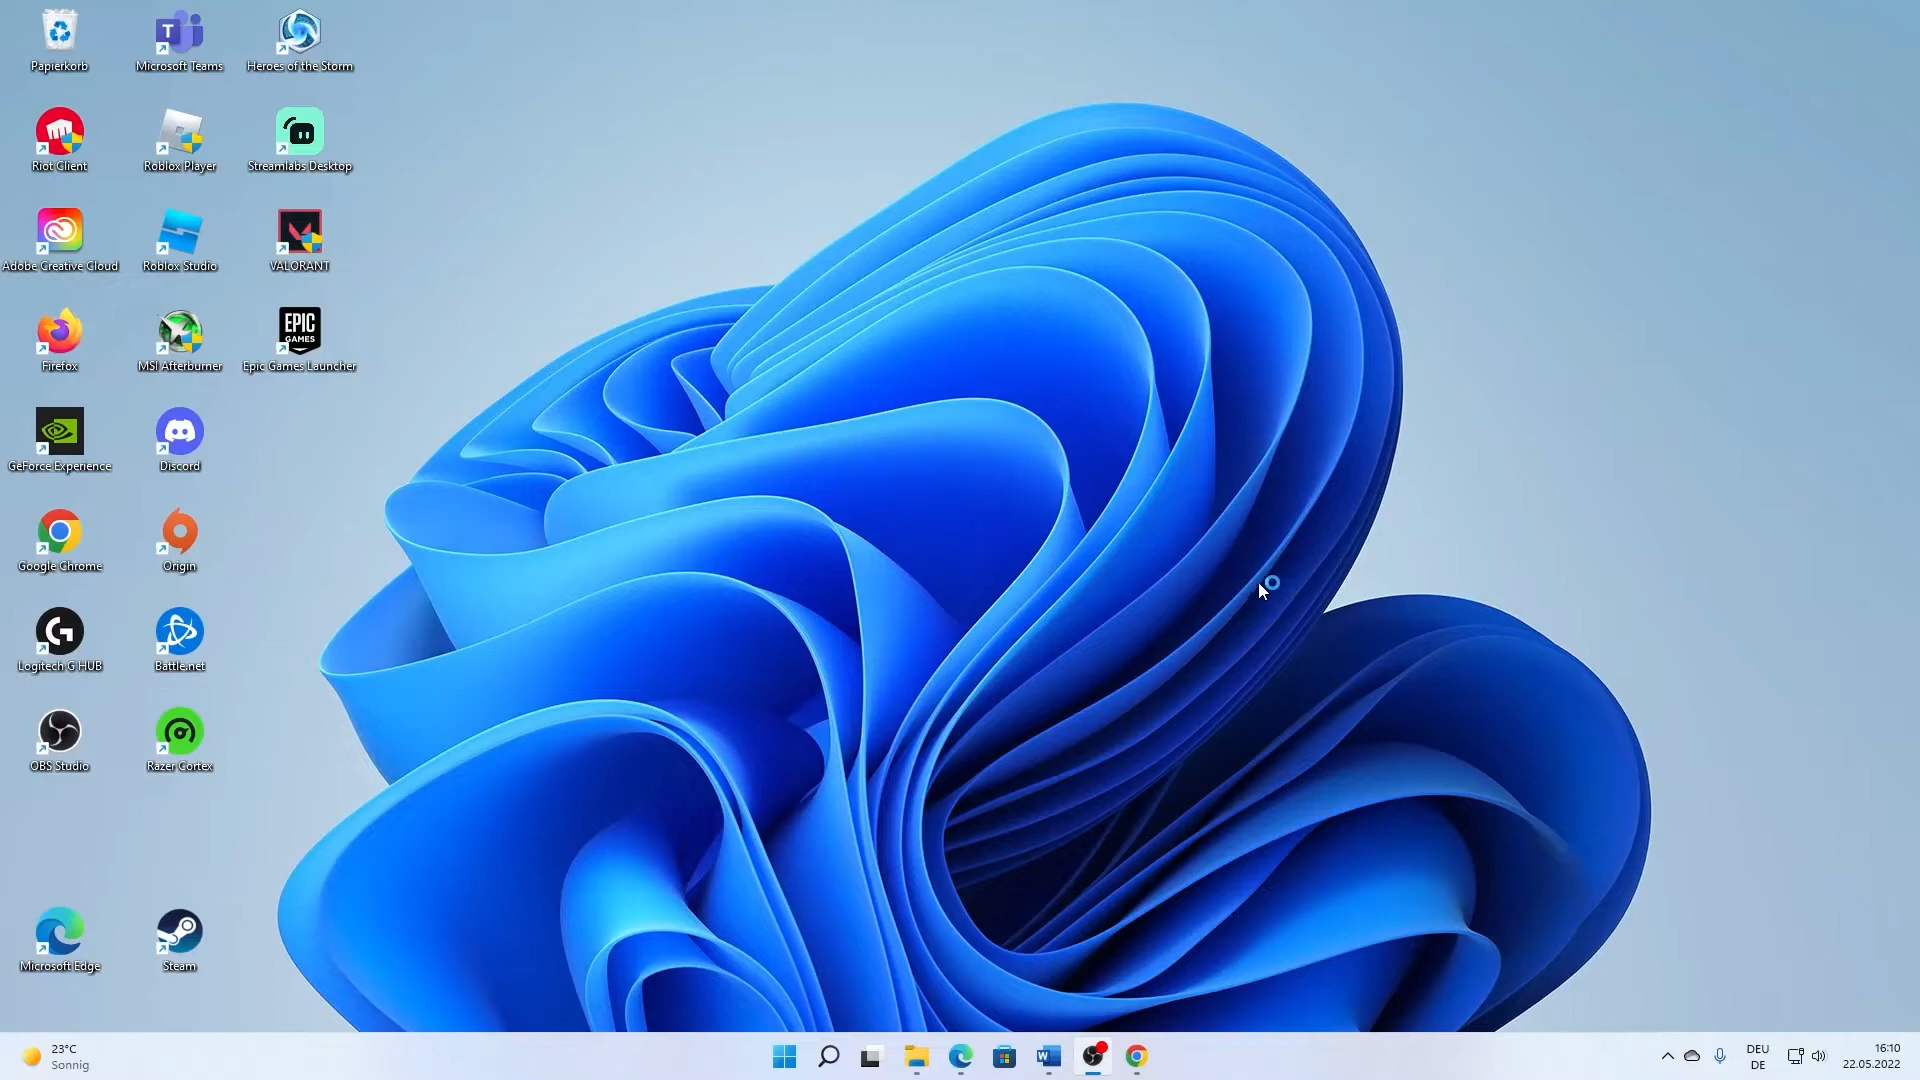 Papierkorb
Microsoft Teams
Heroes of the Storm
Riot Client
Roblox Player
Streamlabs Desktop
Adobe Creative Cloud
Roblox Studio
VALORANT
Firefox
MSI Afterburner
EPIC
GAMES
Epic Games Launcher
GeForce Experience
Discord
Google Chrome
Origin
Logitech G HUB
Battle.net
OBS Studio
Razer Cortex
Microsoft Edge
Steam
23°C
Sonnig
DEU
DE
16:10
22.05.2022